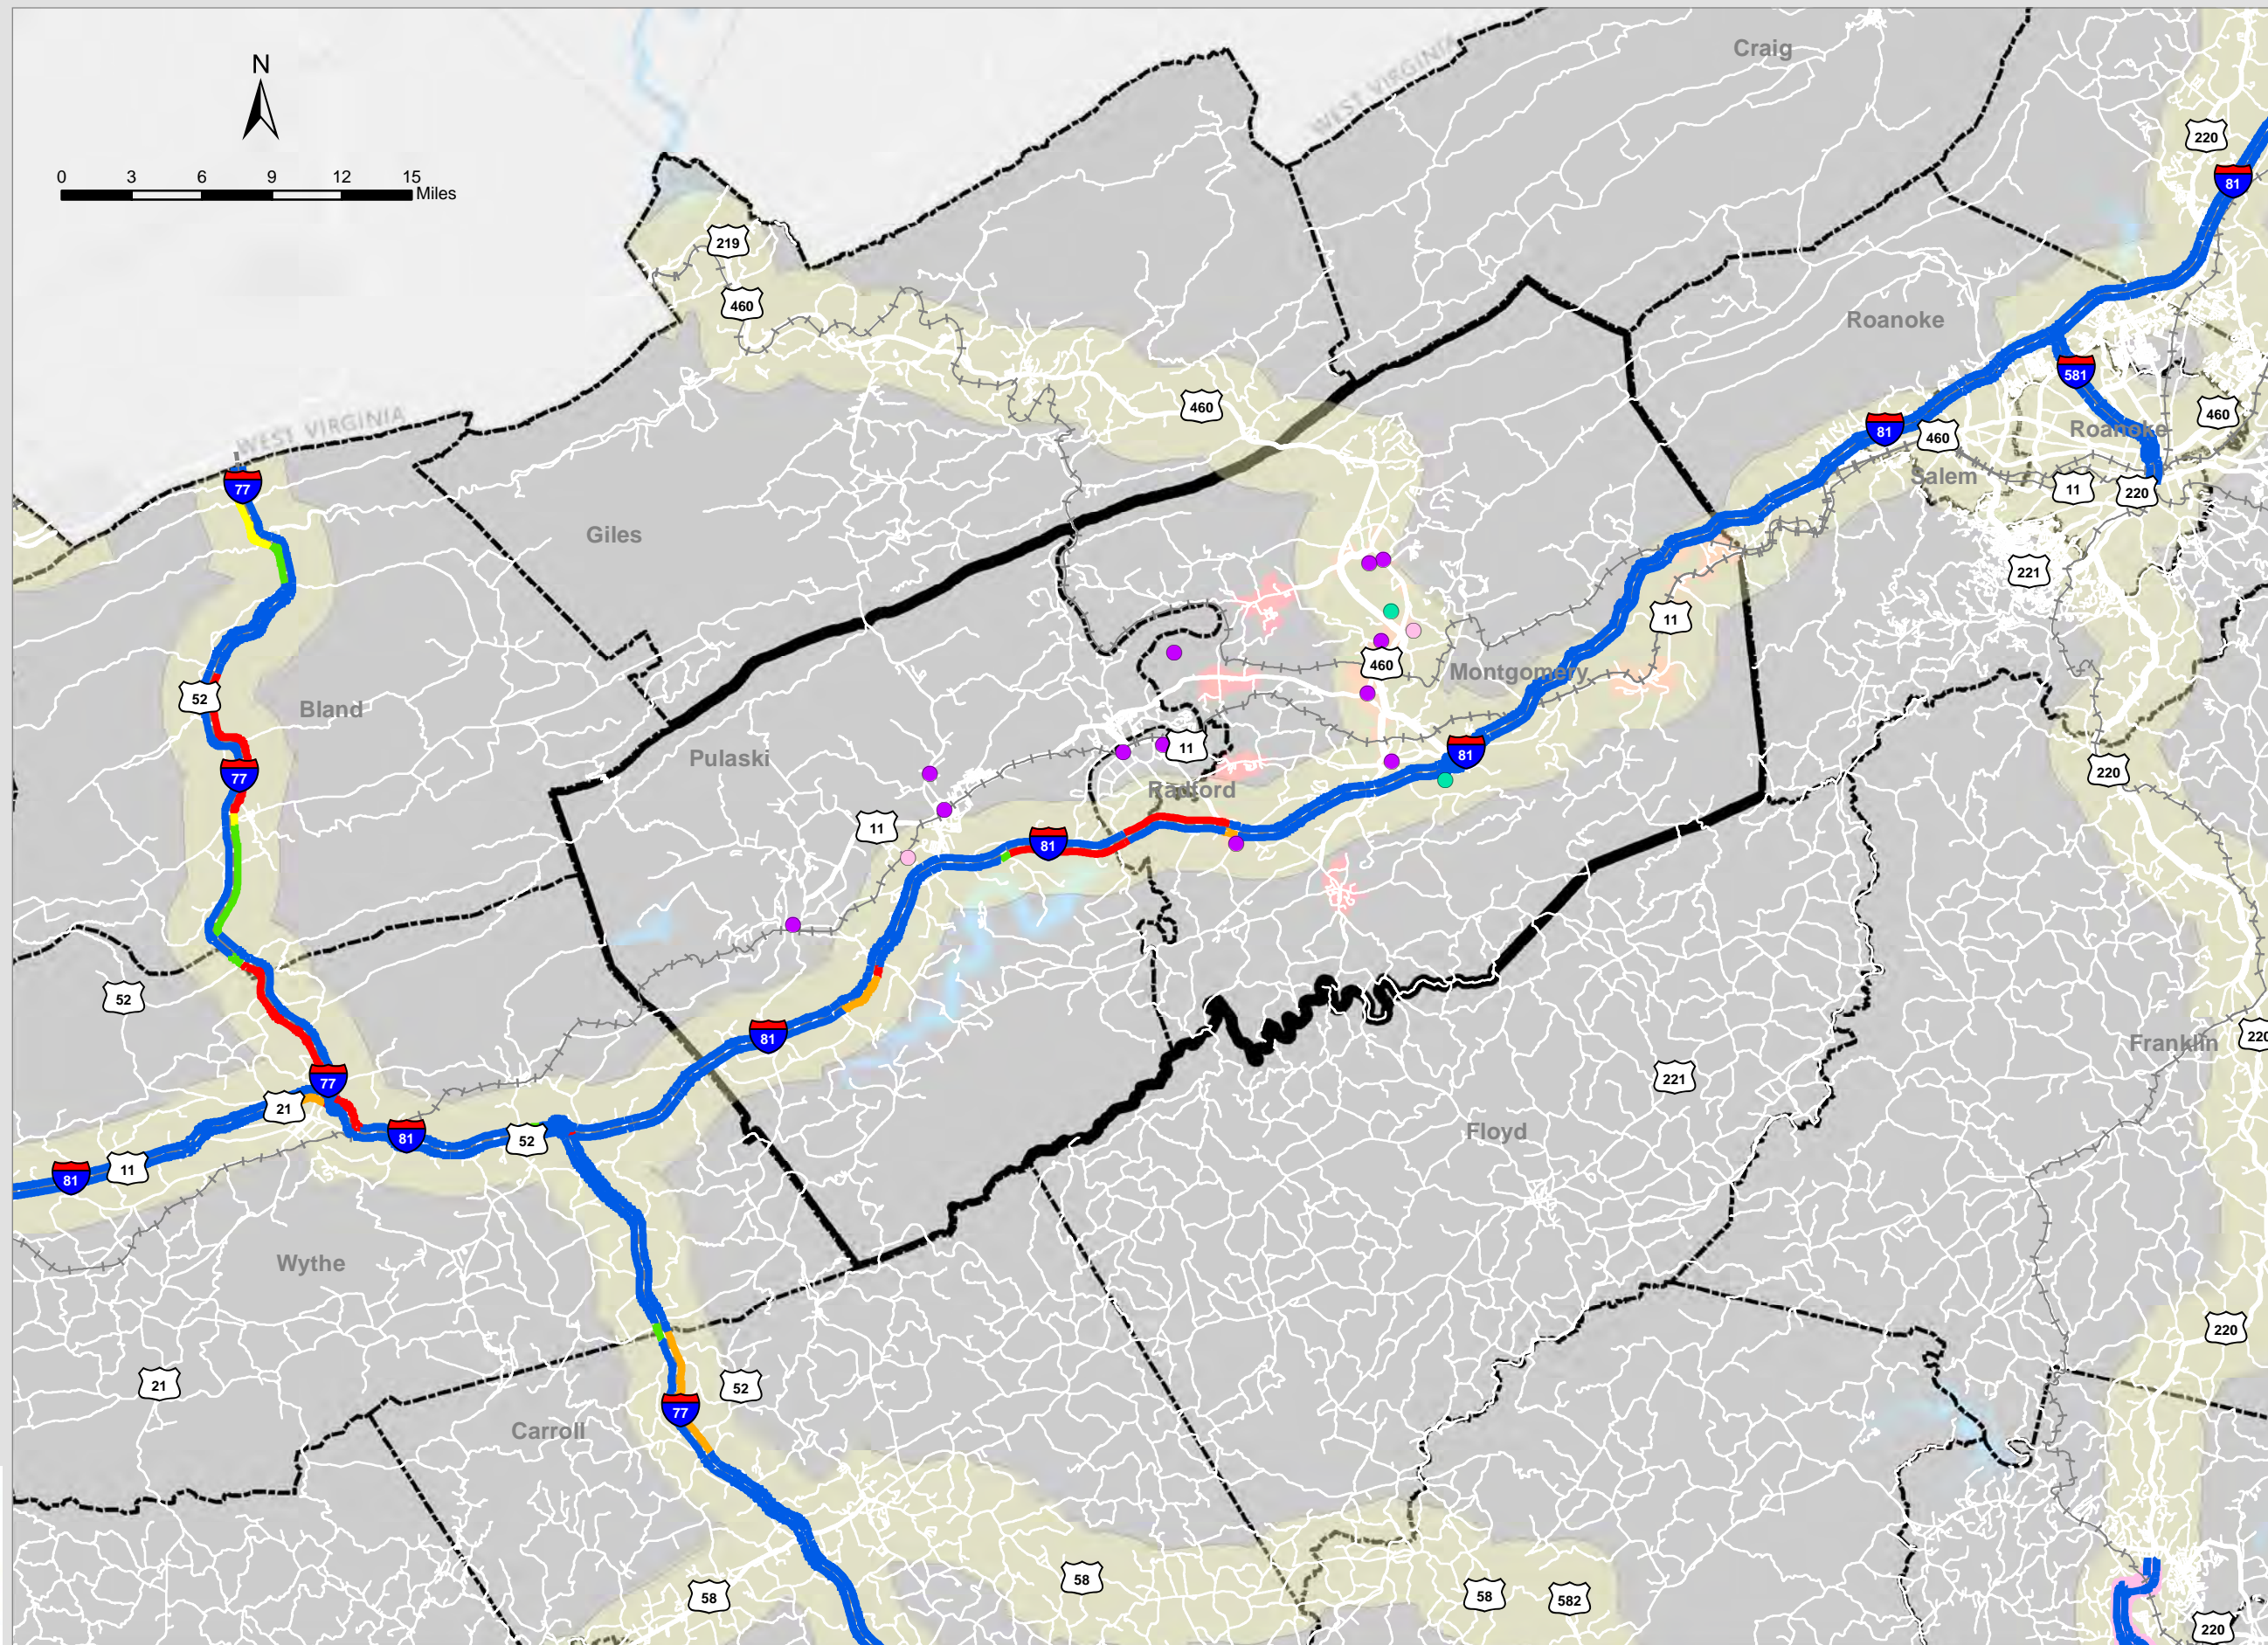 Craig
WEST VIRGINIA
N
220
81
0 3 6 9 12 15
Miles
219
460
Roanoke
581
460
460
WEST VIRGINIA
81
460
Roanoke
Salem
77
11
220
Giles
221
11
460
Montgomery
52
Bland
11
81
Pulaski
77
220
Radford
11
81
52
81
220
Franklin
77
221
21
Floyd
81
52
11
81
Wythe
220
21
52
77
Carroll
58
58
58
582
220